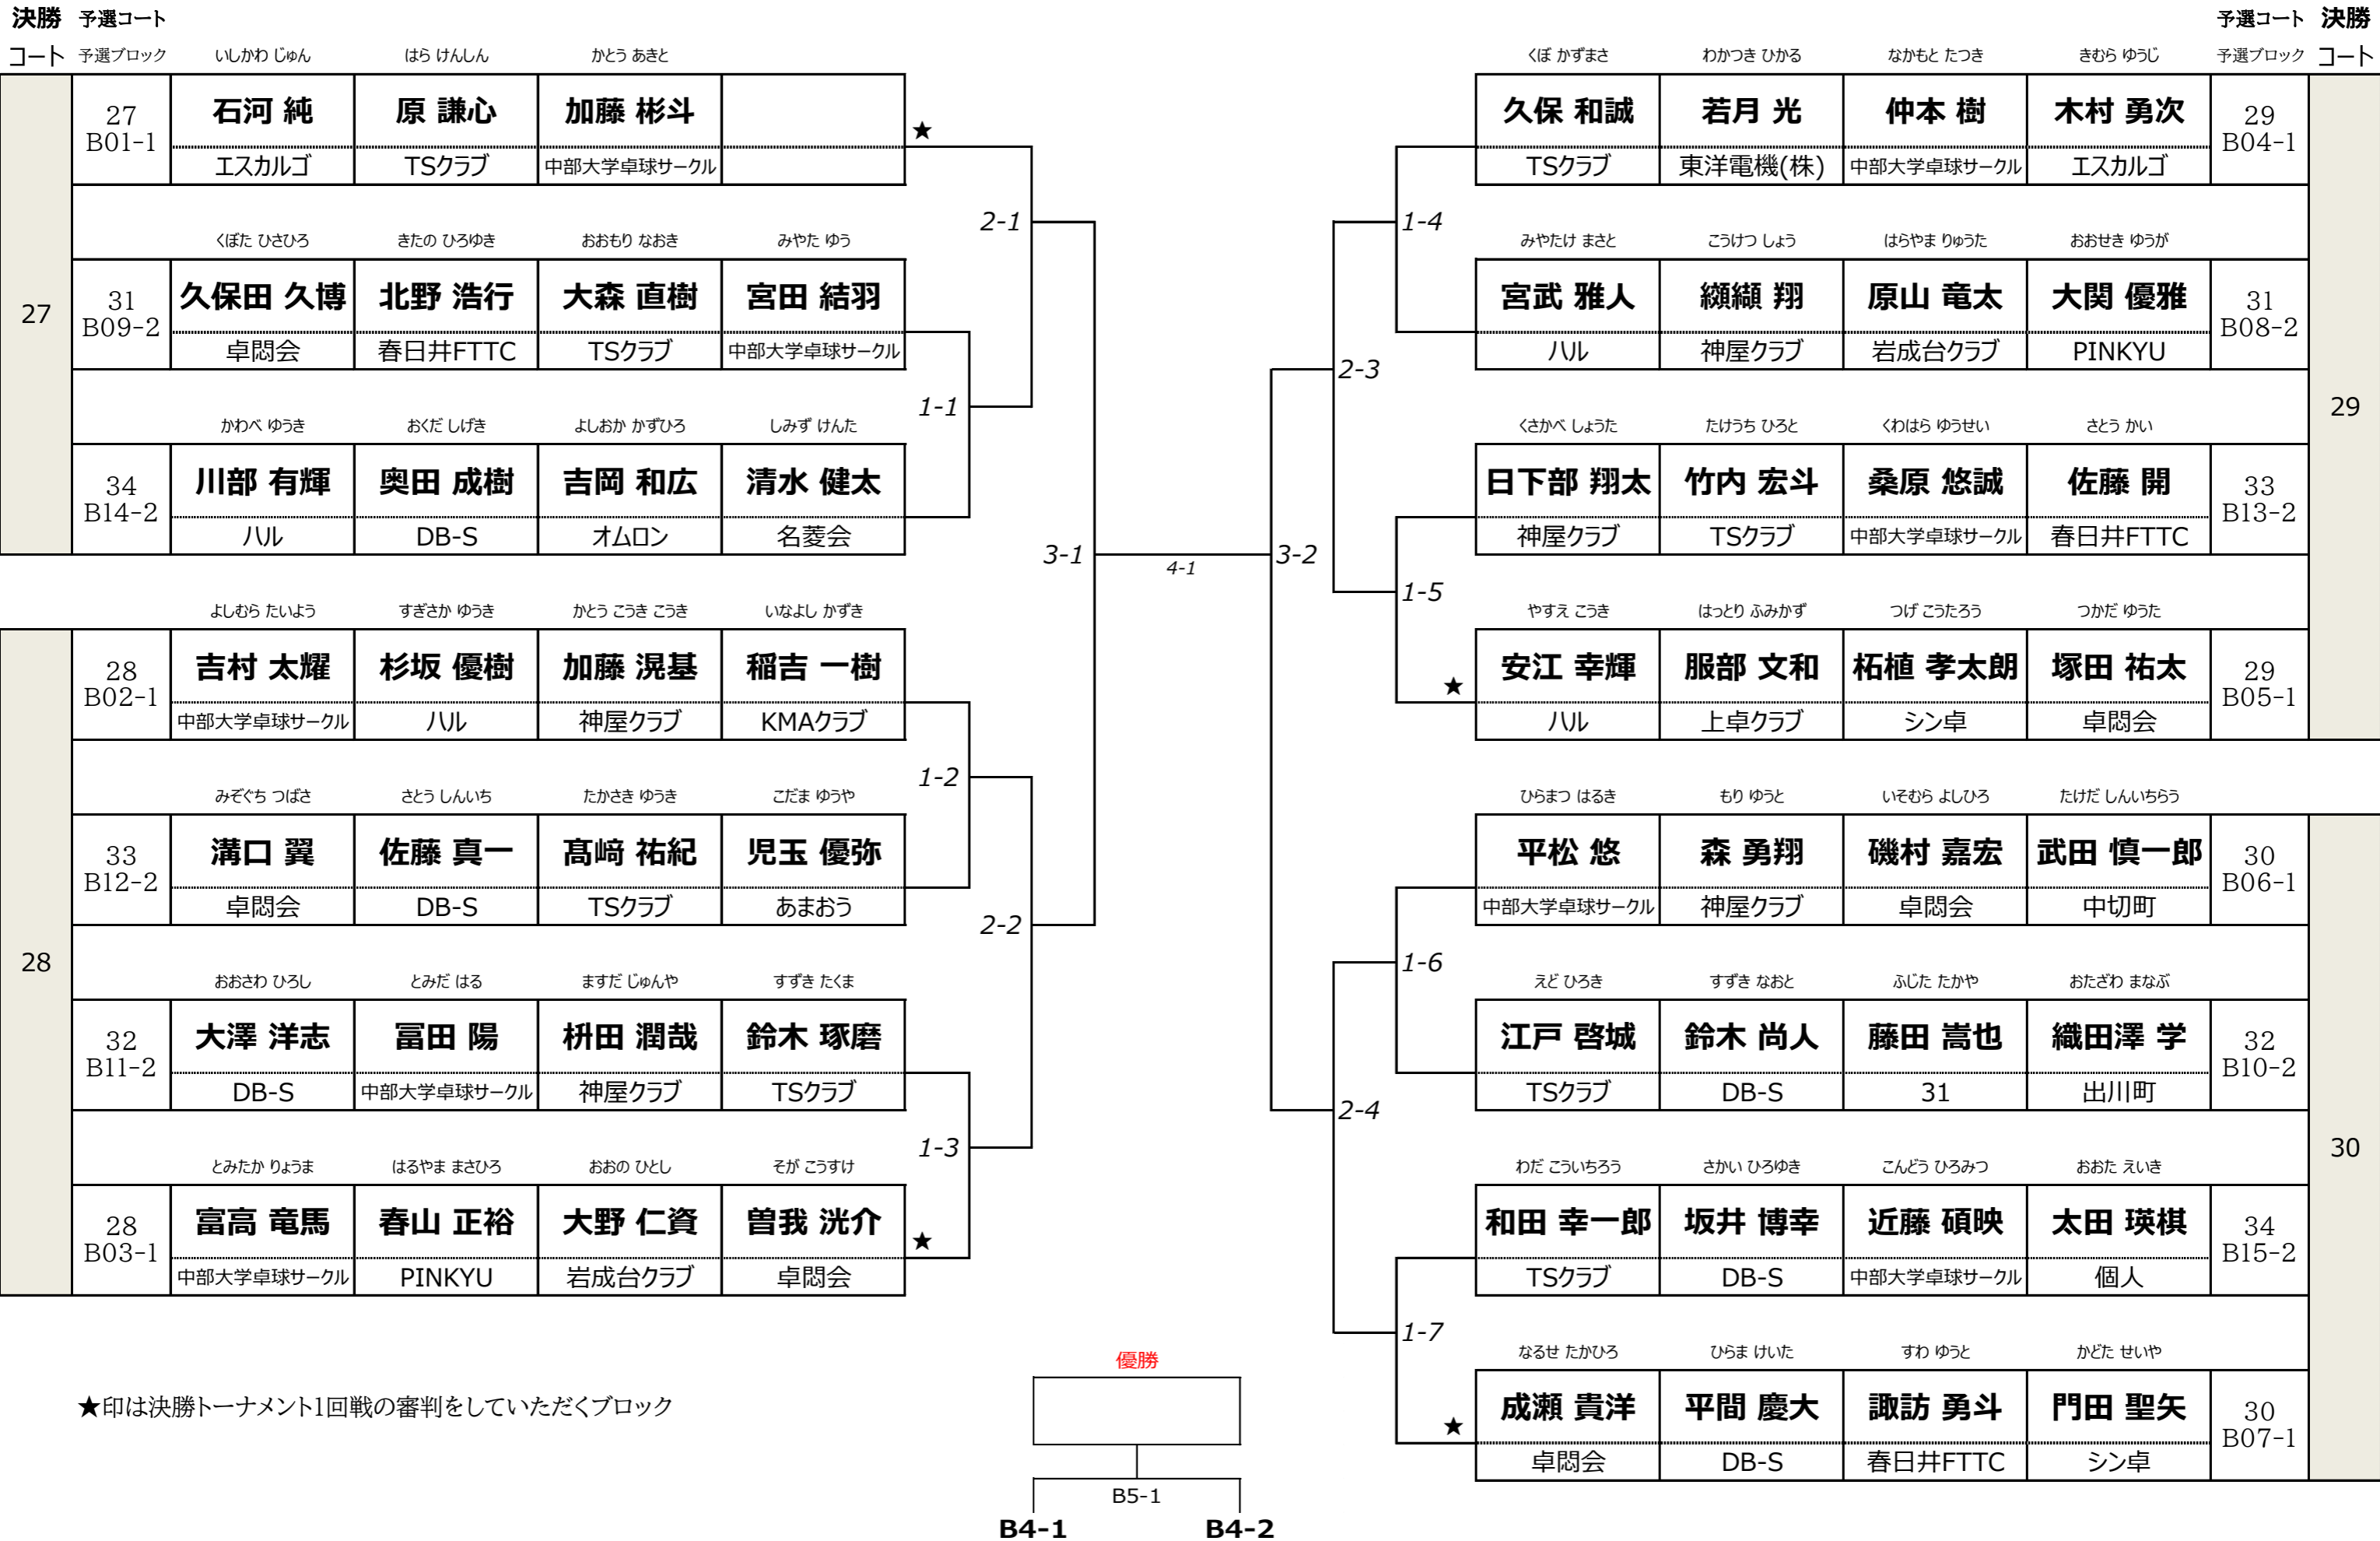 決勝 予選コート
コート 予選ブロック いしかわ じゅん はら けんしん かとう あきと
27 B01-1 石河 純 原 謙心 加藤 彬斗 ★
エスカルゴ TSクラブ 中部大学卓球サークル
2-1
くぼた ひさひろ きたの ひろゆき おおもり なおき みやた ゆう
27
31 B09-2 久保田 久博 北野 浩行 大森 直樹 宮田 結羽
卓悶会 春日井FTTC TSクラブ 中部大学卓球サークル
1-1
かわべ ゆうき おくだ しげき よしおか かずひろ しみず けんた
34 B14-2 川部 有輝 奥田 成樹 吉岡 和広 清水 健太
ハル DB-S オムロン 名菱会
3-1
4-1
よしむら たいよう すぎさか ゆうき かとう こうき こうき いなよし かずき
28 B02-1 吉村 太耀 杉坂 優樹 加藤 滉基 稲吉 一樹
中部大学卓球サークル ハル 神屋クラブ KMAクラブ
1-2
みぞぐち つばさ さとう しんいち たかさき ゆうき こだま ゆうや
33 B12-2 溝口 翼 佐藤 真一 髙﨑 祐紀 児玉 優弥
卓悶会 DB-S TSクラブ あまおう
2-2
28
おおさわ ひろし とみだ はる ますだ じゅんや すずき たくま
32 B11-2 大澤 洋志 冨田 陽 枡田 潤哉 鈴木 琢磨
DB-S 中部大学卓球サークル 神屋クラブ TSクラブ
1-3
とみたか りょうま はるやま まさひろ おおの ひとし そが こうすけ
28 B03-1 富高 竜馬 春山 正裕 大野 仁資 曽我 洸介 ★
中部大学卓球サークル PINKYU 岩成台クラブ 卓悶会
★印は決勝トーナメント1回戦の審判をしていただくブロック
優勝
B5-1
B4-1 B4-2
予選コート 決勝
くぼ かずまさ わかつき ひかる なかもと たつき きむら ゆうじ 予選ブロック コート
久保 和誠 若月 光 仲本 樹 木村 勇次 29 B04-1
TSクラブ 東洋電機(株) 中部大学卓球サークル エスカルゴ
1-4
みやたけ まさと こうけつ しょう はらやま りゅうた おおせき ゆうが
宮武 雅人 纐纈 翔 原山 竜太 大関 優雅 31 B08-2
ハル 神屋クラブ 岩成台クラブ PINKYU
2-3
29
くさかべ しょうた たけうち ひろと くわはら ゆうせい さとう かい
日下部 翔太 竹内 宏斗 桑原 悠誠 佐藤 開 33 B13-2
神屋クラブ TSクラブ 中部大学卓球サークル 春日井FTTC
3-2
1-5
やすえ こうき はっとり ふみかず つげ こうたろう つかだ ゆうた
★ 安江 幸輝 服部 文和 柘植 孝太朗 塚田 祐太 29 B05-1
ハル 上卓クラブ シン卓 卓悶会
ひらまつ はるき もり ゆうと いそむら よしひろ たけだ しんいちらう
平松 悠 森 勇翔 磯村 嘉宏 武田 慎一郎 30 B06-1
中部大学卓球サークル 神屋クラブ 卓悶会 中切町
1-6
えど ひろき すずき なおと ふじた たかや おたざわ まなぶ
江戸 啓城 鈴木 尚人 藤田 嵩也 織田澤 学 32 B10-2
TSクラブ DB-S 31 出川町
2-4
30
わだ こういちろう さかい ひろゆき こんどう ひろみつ おおた えいき
和田 幸一郎 坂井 博幸 近藤 碩映 太田 瑛棋 34 B15-2
TSクラブ DB-S 中部大学卓球サークル 個人
1-7
なるせ たかひろ ひらま けいた すわ ゆうと かどた せいや
★ 成瀬 貴洋 平間 慶大 諏訪 勇斗 門田 聖矢 30 B07-1
卓悶会 DB-S 春日井FTTC シン卓